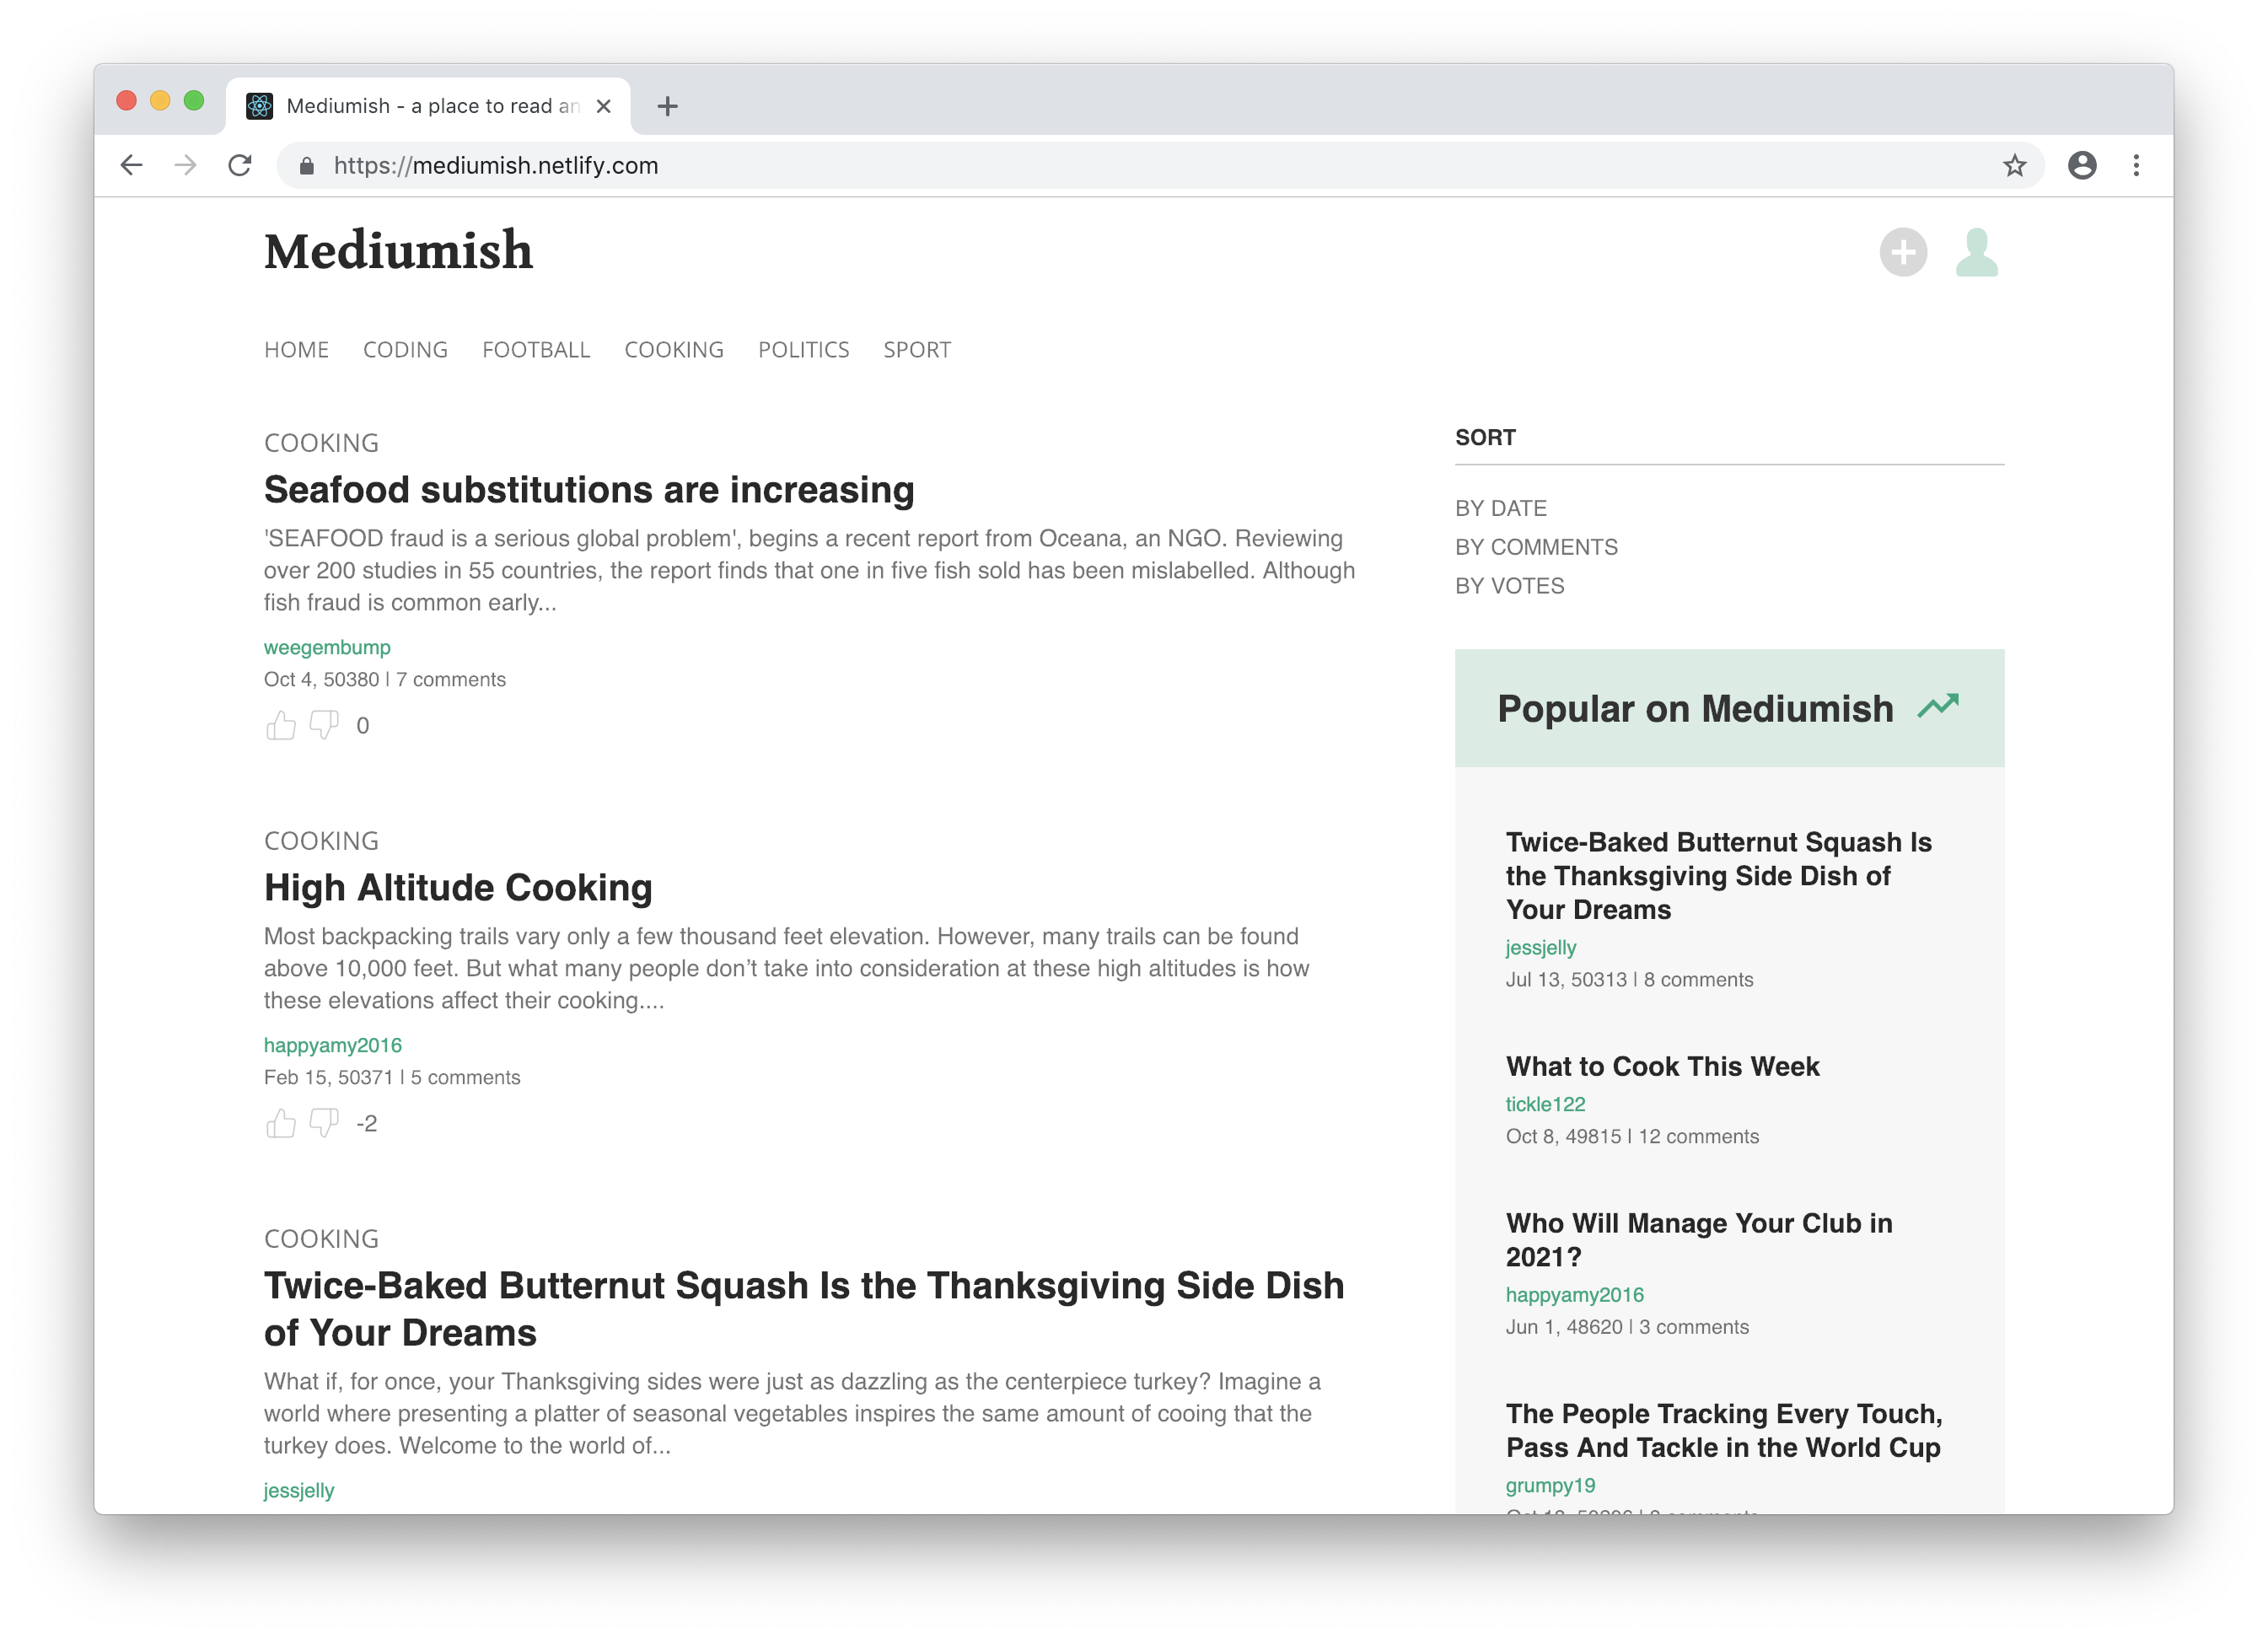 Mediumish - a place to read an
https://mediumish.netlify.com
Mediumish
HOME CODING FOOTBALL COOKING POLITICS SPORT
COOKING
Seafood substitutions are increasing
'SEAFOOD fraud is a serious global problem', begins a recent report from Oceana, an NGO. Reviewing
over 200 studies in 55 countries, the report finds that one in five fish sold has been mislabelled. Although
fish fraud is common early...
weegembump
Oct 4, 50380 | 7 comments
0
COOKING
High Altitude Cooking
Most backpacking trails vary only a few thousand feet elevation. However, many trails can be found
above 10,000 feet. But what many people don’t take into consideration at these high altitudes is how
these elevations affect their cooking....
happyamy2016
Feb 15, 50371 | 5 comments
-2
COOKING
Twice-Baked Butternut Squash Is the Thanksgiving Side Dish
of Your Dreams
What if, for once, your Thanksgiving sides were just as dazzling as the centerpiece turkey? Imagine a
world where presenting a platter of seasonal vegetables inspires the same amount of cooing that the
turkey does. Welcome to the world of...
jessjelly
SORT
BY DATE
BY COMMENTS
BY VOTES
Popular on Mediumish
Twice-Baked Butternut Squash Is
the Thanksgiving Side Dish of
Your Dreams
jessjelly
Jul 13, 50313 | 8 comments
What to Cook This Week
tickle122
Oct 8, 49815 | 12 comments
Who Will Manage Your Club in
2021?
happyamy2016
Jun 1, 48620 | 3 comments
The People Tracking Every Touch,
Pass And Tackle in the World Cup
grumpy19